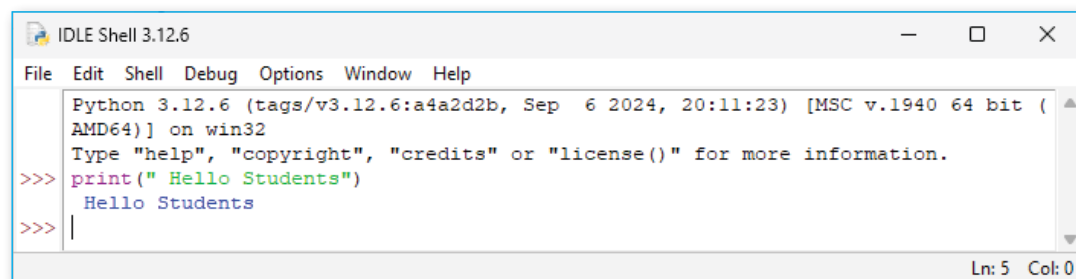 IDLE Shell 3.12.6
File Edit Shell Debug Options Window Help
Python 3.12.6 (tags/v3.12.6:a4a2d2b, Sep  6 2024, 20:11:23) [MSC v.1940 64 bit (
AMD64)] on win32
Type "help", "copyright", "credits" or "license()" for more information.
>>> print(" Hello Students")
 Hello Students
>>>
Ln: 5 Col: 0